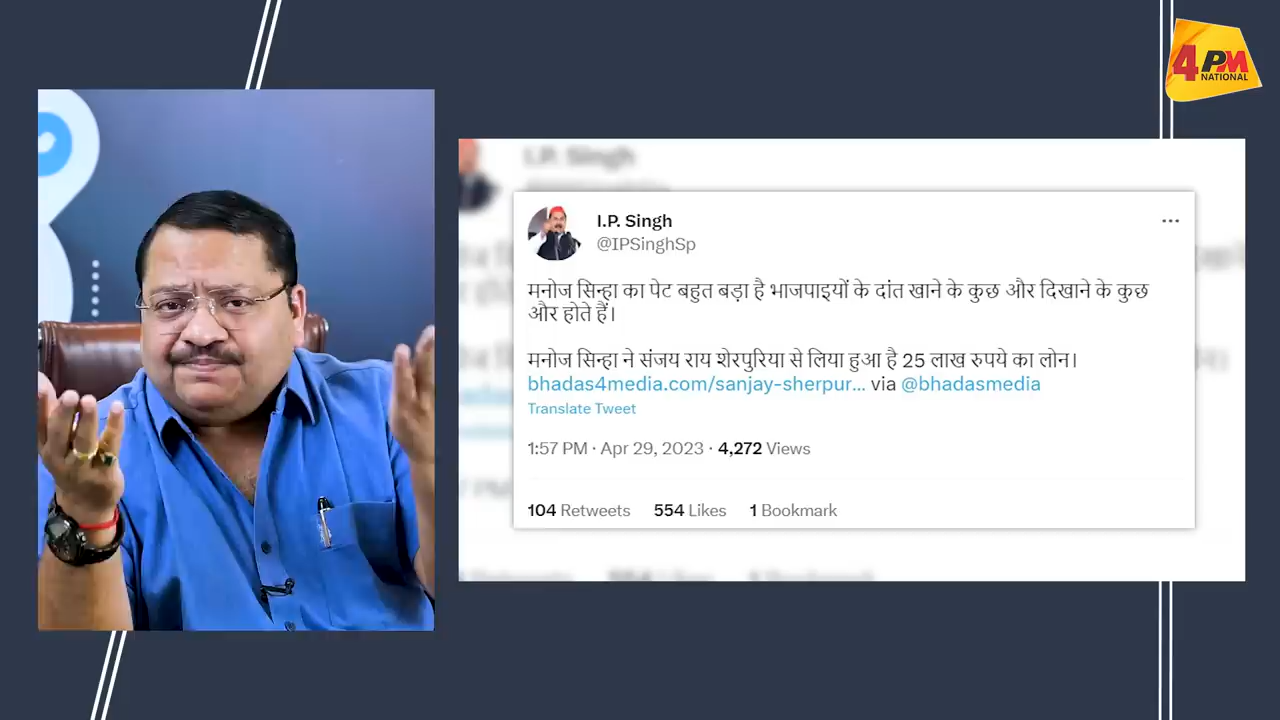 4PM
NATIONAL
I.P. Singh
I.P. Singh
@IPSinghSp
मनोज सिन्हा का पेट बहुत बड़ा है भाजपाइयों के दांत खाने के कुछ और दिखाने के कुछ
और होते हैं।
मनोज सिन्हा ने संजय राय शेरपुरिया से लिया हुआ है 25 लाख रुपये का लोन।
bhadas4media.com/sanjay-sherpur... via @bhadasmedia
Translate Tweet
1:57 PM · Apr 29, 2023 · 4,272 Views
104 Retweets 554 Likes 1 Bookmark